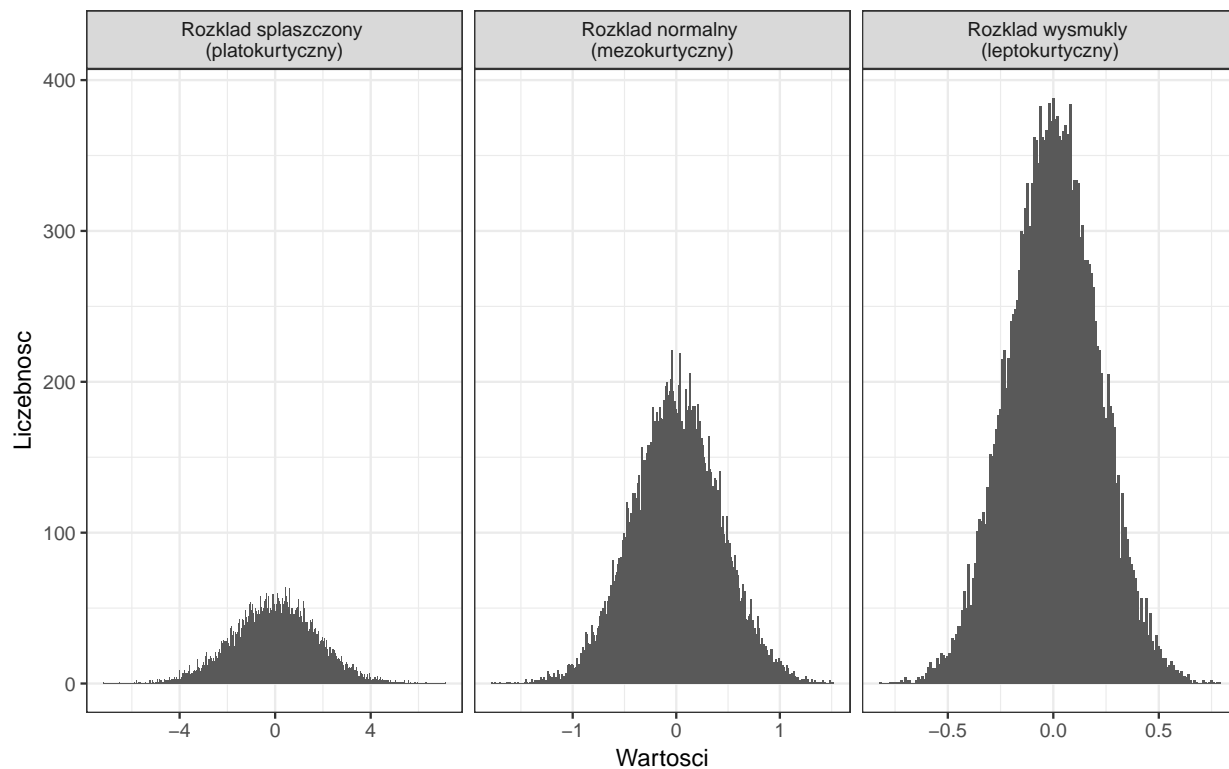 Rozklad splaszczony
(platokurtyczny)
Rozklad normalny
(mezokurtyczny)
Rozklad wysmukly
(leptokurtyczny)
400
300
200
100
0
Liczebnosc
−4 0 4
−1 0 1
−0.5 0.0 0.5
Wartosci